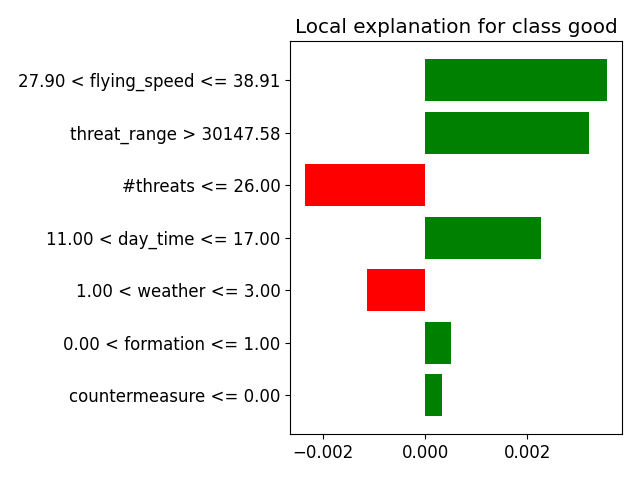 Local explanation for class good
27.90 < flying_speed <= 38.91
threat_range > 30147.58
#threats <= 26.00
11.00 < day_time <= 17.00
1.00 < weather <= 3.00
0.00 < formation <= 1.00
countermeasure <= 0.00
−0.002 0.000 0.002